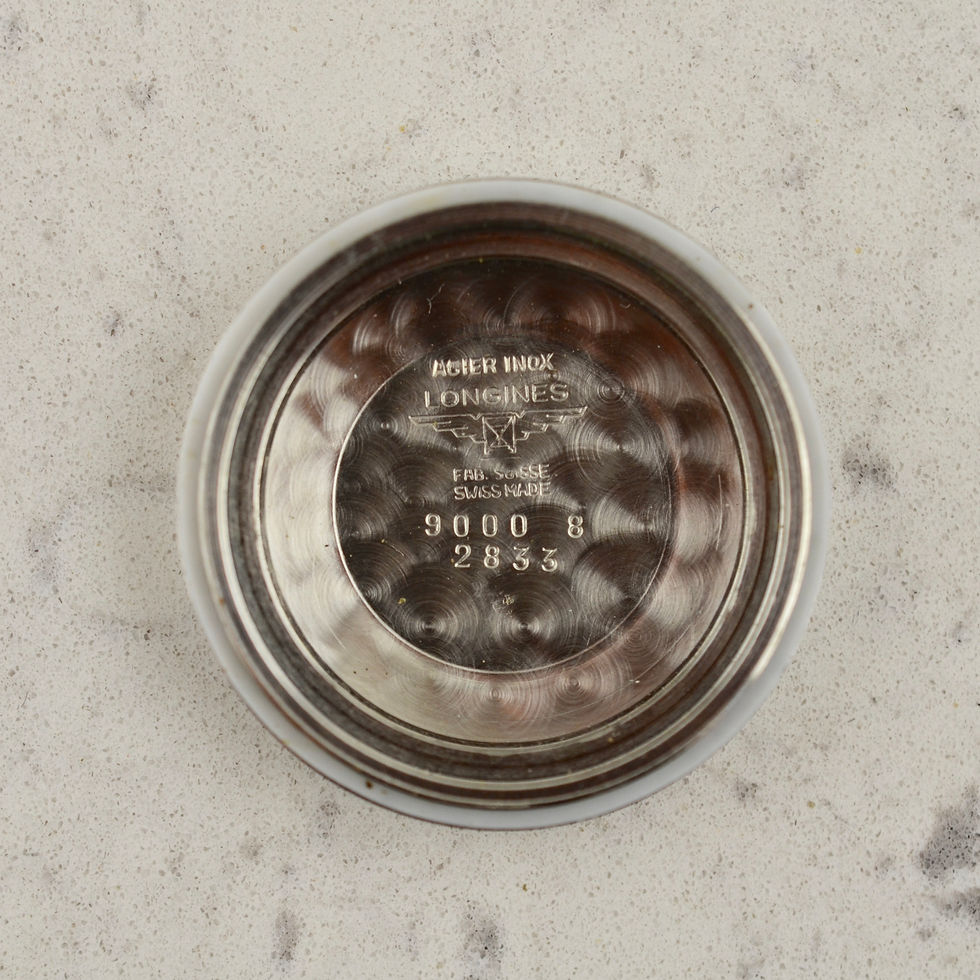 ACIER INOX
LONGINES
FAB. SUISSE
SWISS MADE
9000 8
2833